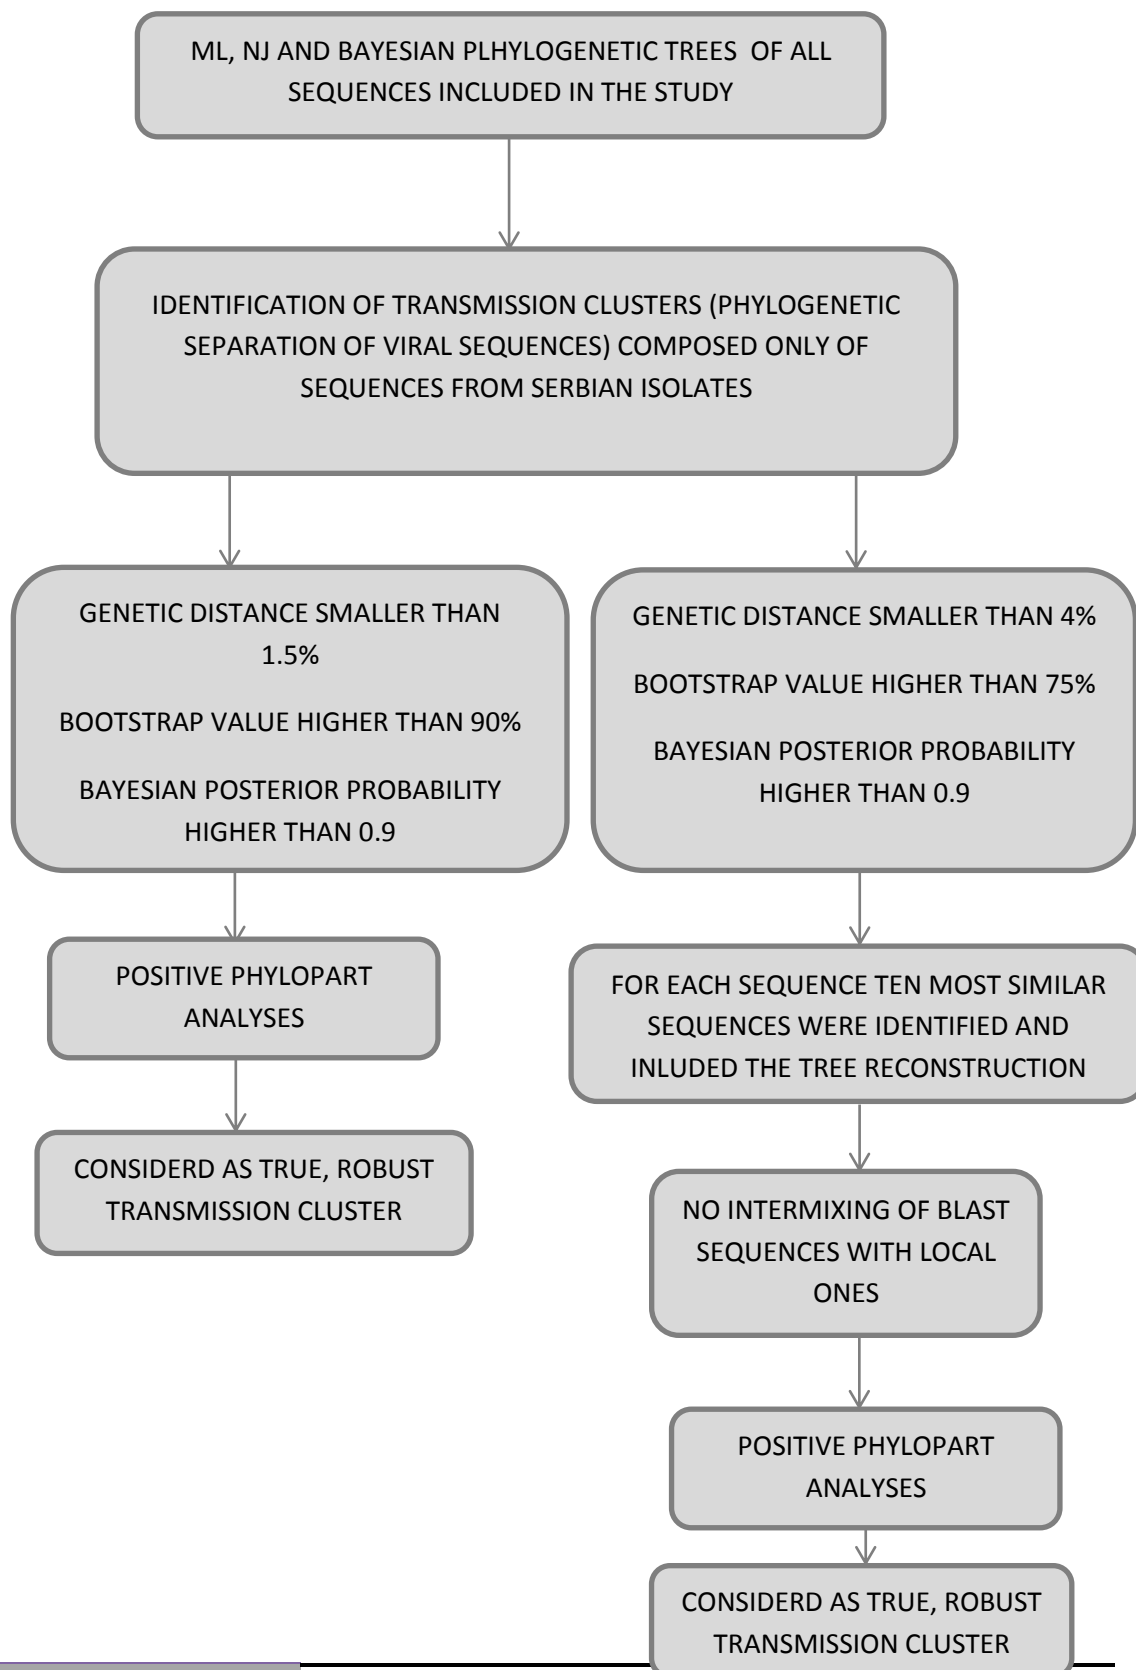 ML, NJ AND BAYESIAN PLHYLOGENETIC TREES OF ALL
SEQUENCES INCLUDED IN THE STUDY
IDENTIFICATION OF TRANSMISSION CLUSTERS (PHYLOGENETIC
SEPARATION OF VIRAL SEQUENCES) COMPOSED ONLY OF
SEQUENCES FROM SERBIAN ISOLATES
GENETIC DISTANCE SMALLER THAN
1.5%
BOOTSTRAP VALUE HIGHER THAN 90%
BAYESIAN POSTERIOR PROBABILITY
HIGHER THAN 0.9
POSITIVE PHYLOPART
ANALYSES
CONSIDERD AS TRUE, ROBUST
TRANSMISSION CLUSTER
GENETIC DISTANCE SMALLER THAN 4%
BOOTSTRAP VALUE HIGHER THAN 75%
BAYESIAN POSTERIOR PROBABILITY
HIGHER THAN 0.9
FOR EACH SEQUENCE TEN MOST SIMILAR
SEQUENCES WERE IDENTIFIED AND
INLUDED THE TREE RECONSTRUCTION
NO INTERMIXING OF BLAST
SEQUENCES WITH LOCAL
ONES
POSITIVE PHYLOPART
ANALYSES
CONSIDERD AS TRUE, ROBUST
TRANSMISSION CLUSTER